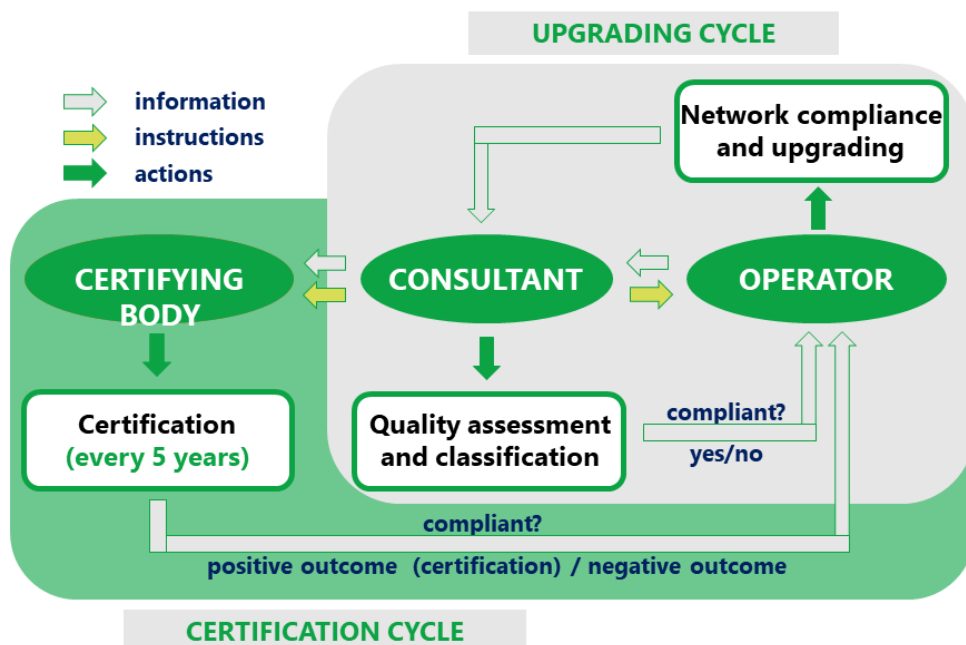 UPGRADING CYCLE
information
instructions
actions
Network compliance
and upgrading
CERTIFYING
BODY
CONSULTANT
OPERATOR
Certification
(every 5 years)
Quality assessment
and classification
compliant?
yes/no
compliant?
positive outcome (certification) / negative outcome
CERTIFICATION CYCLE